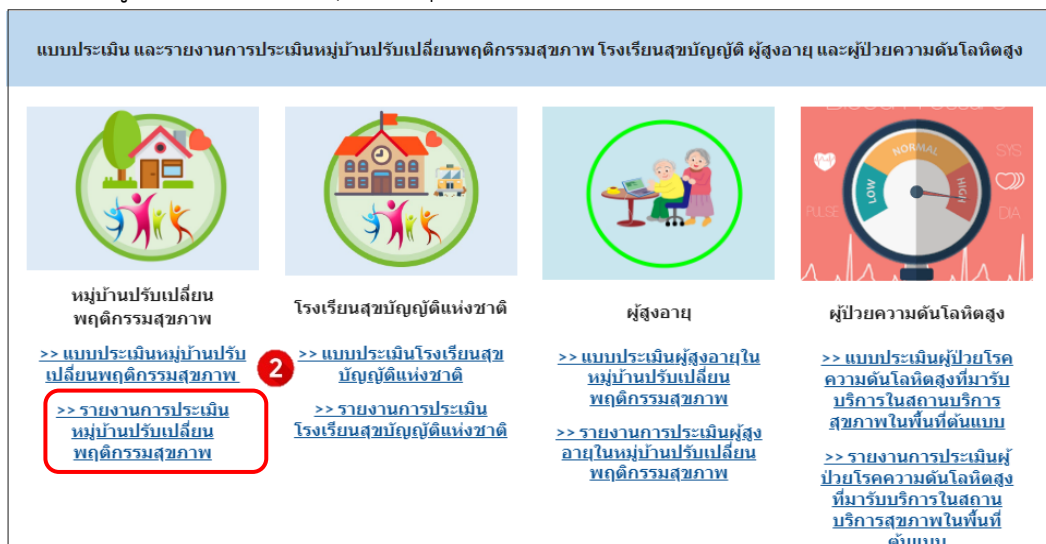 แบบประเมิน และรายงานการประเมินหมู่บ้านปรับเปลี่ยนพฤติกรรมสุขภาพ โรงเรียนสุขบัญญัติ ผู้สูงอายุ และผู้ป่วยความดันโลหิตสูง
LOW
NORMAL
HIGH
SYS
PULSE
DIA
หมู่บ้านปรับเปลี่ยน
พฤติกรรมสุขภาพ
>> แบบประเมินหมู่บ้านปรับ
เปลี่ยนพฤติกรรมสุขภาพ
2
>> รายงานการประเมิน
หมู่บ้านปรับเปลี่ยน
พฤติกรรมสุขภาพ
โรงเรียนสุขบัญญัติแห่งชาติ
>> แบบประเมินโรงเรียนสุข
บัญญัติแห่งชาติ
>> รายงานการประเมิน
โรงเรียนสุขบัญญัติแห่งชาติ
ผู้สูงอายุ
>> แบบประเมินผู้สูงอายุใน
หมู่บ้านปรับเปลี่ยน
พฤติกรรมสุขภาพ
>> รายงานการประเมินผู้สูง
อายุในหมู่บ้านปรับเปลี่ยน
พฤติกรรมสุขภาพ
ผู้ป่วยความดันโลหิตสูง
>> แบบประเมินผู้ป่วยโรค
ความดันโลหิตสูงที่มารับ
บริการในสถานบริการ
สุขภาพในพื้นที่ต้นแบบ
>> รายงานการประเมินผู้
ป่วยโรคความดันโลหิตสูง
ที่มารับบริการในสถาน
บริการสุขภาพในพื้นที่
ต้นแบบ